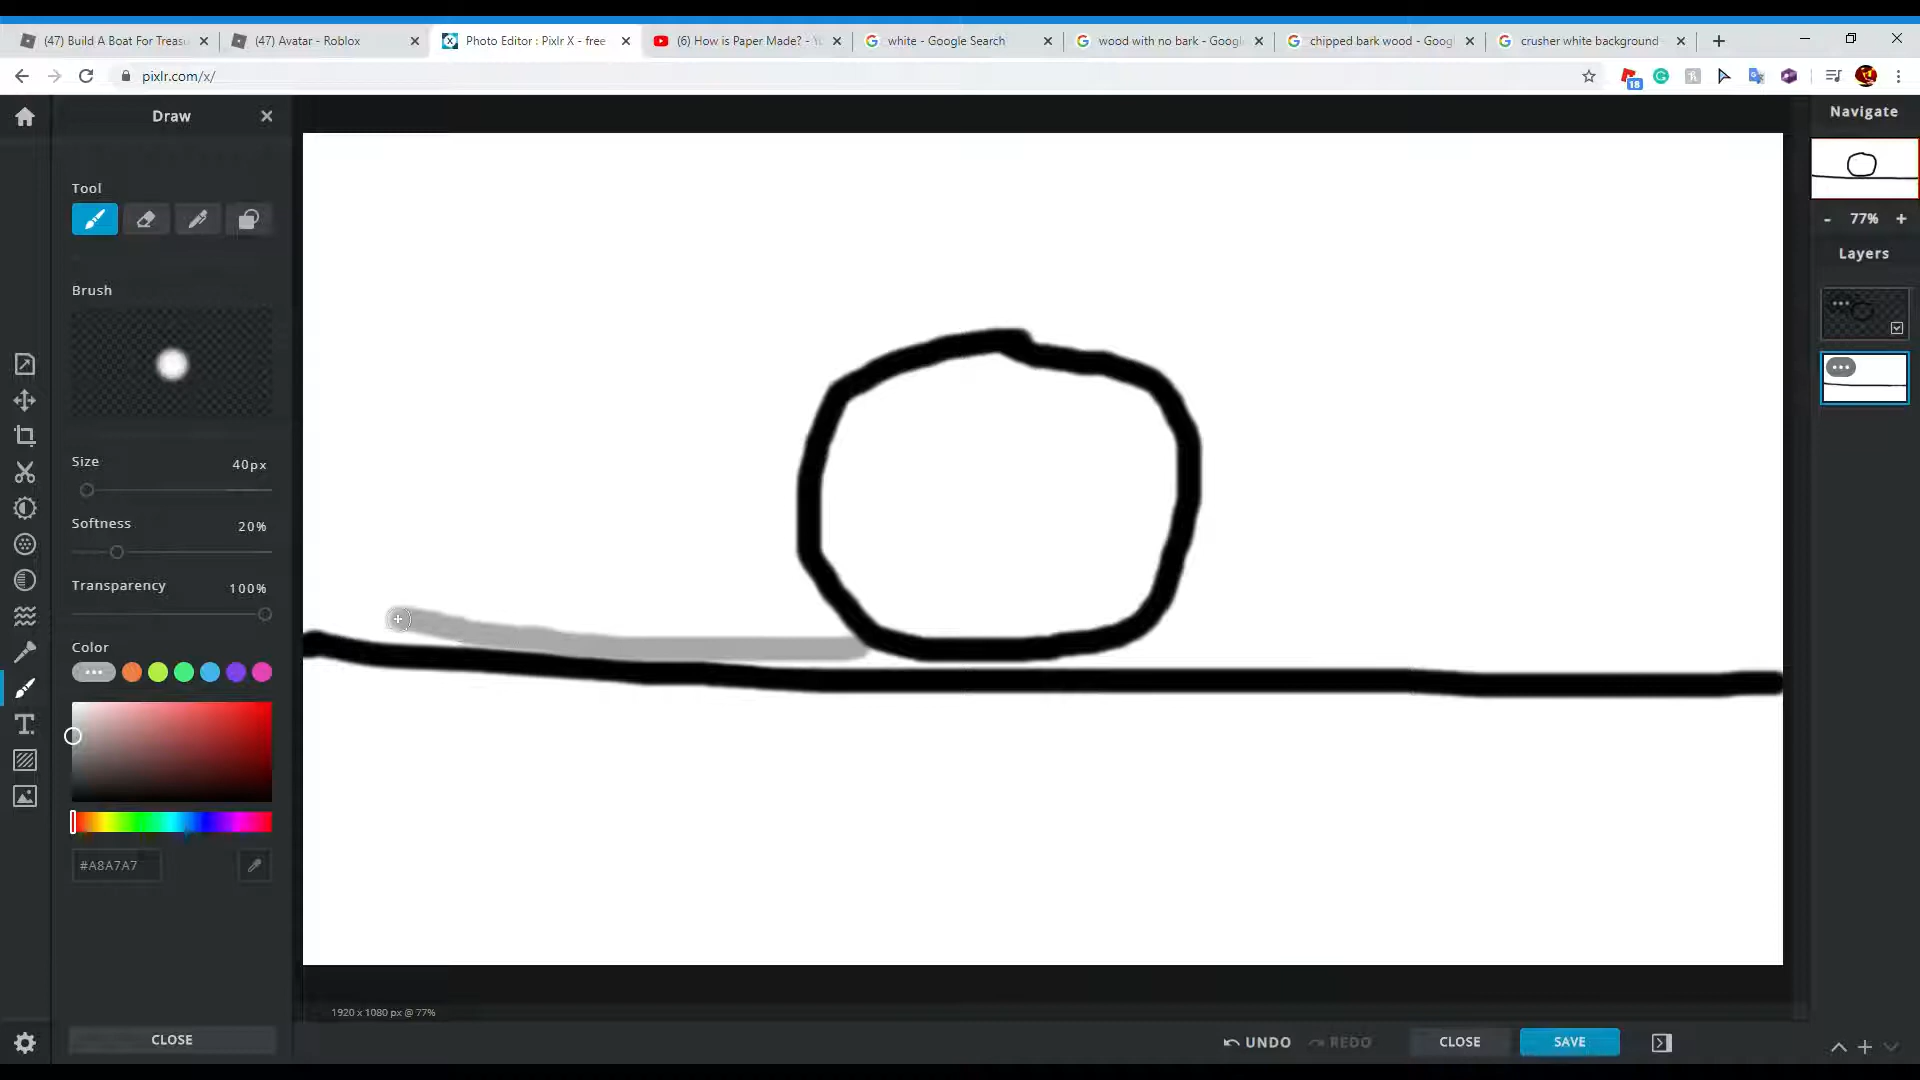 (47) Build A Boat For Treasu
(47) Avatar - Roblox
Photo Editor : Pixlr X - free
(6) How is Paper Made? - Yo
white - Google Search
wood with no bark - Googl
chipped bark wood - Goog
crusher white background
pixlr.com/x/
18
Draw
Navigate
Tool
- 77% +
Layers
Brush
Size
40px
Softness
20%
Transparency
100%
Color
#A8A7A7
1920 x 1080 px @ 77%
CLOSE
UNDO
REDO
CLOSE
SAVE